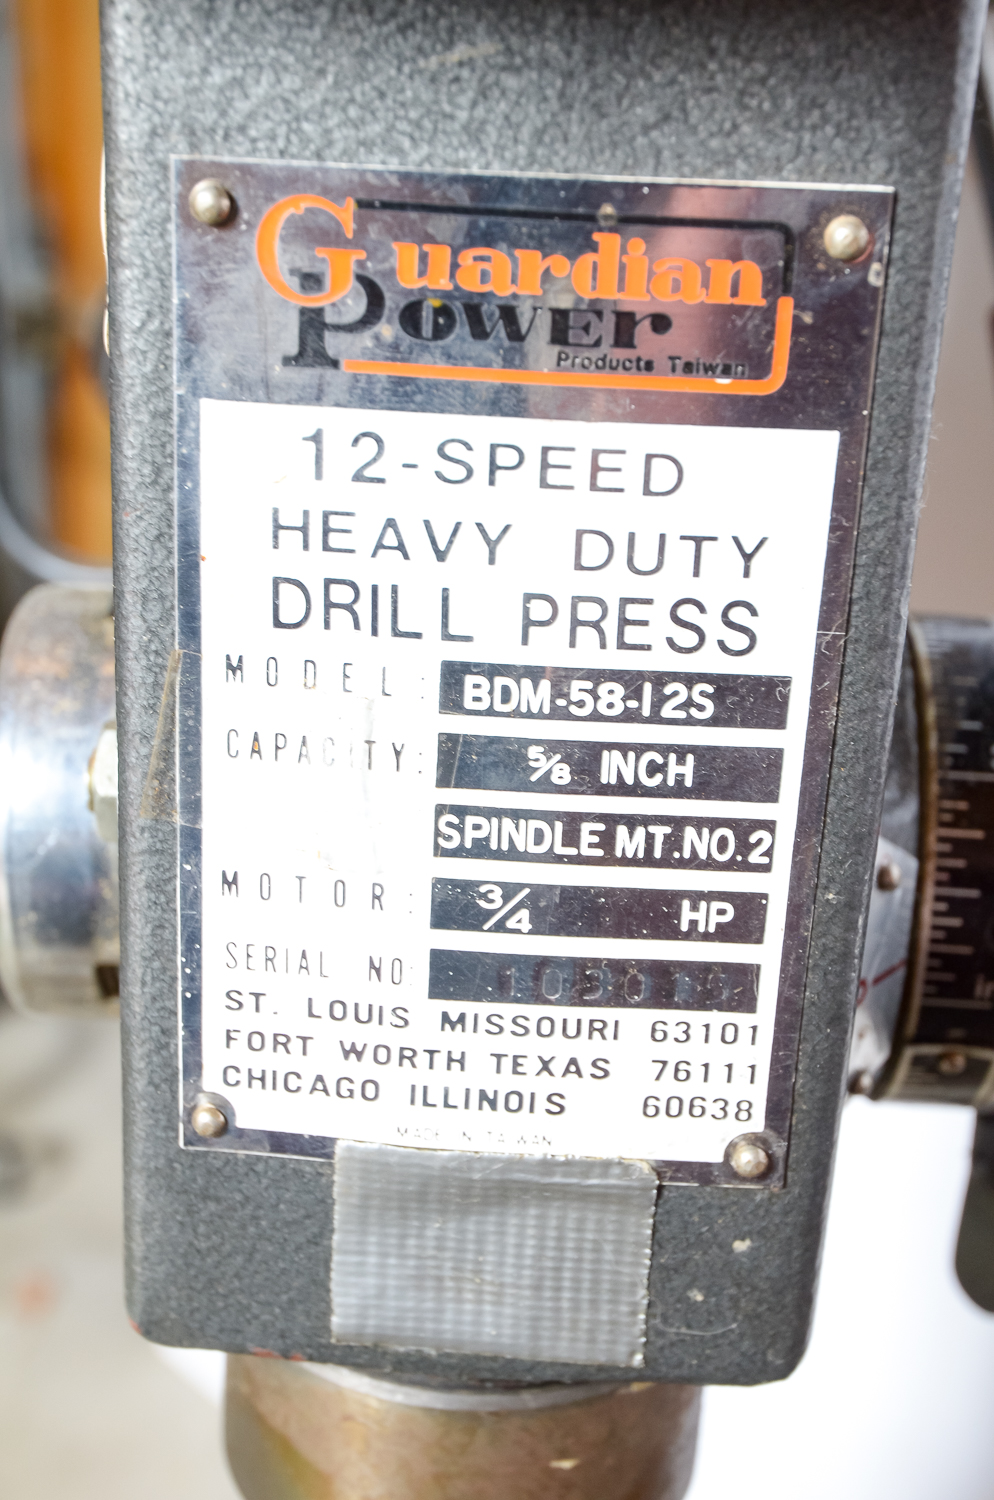 Guardian
Power
Products Taiwan
12-SPEED
HEAVY DUTY
DRILL PRESS
MODEL: BDM-58-12S
CAPACITY: 5/8 INCH
SPINDLE MT.NO.2
MOTOR: 3/4 HP
SERIAL NO:
ST. LOUIS MISSOURI 63101
FORT WORTH TEXAS 76111
CHICAGO ILLINOIS 60638
MADE IN TAIWAN